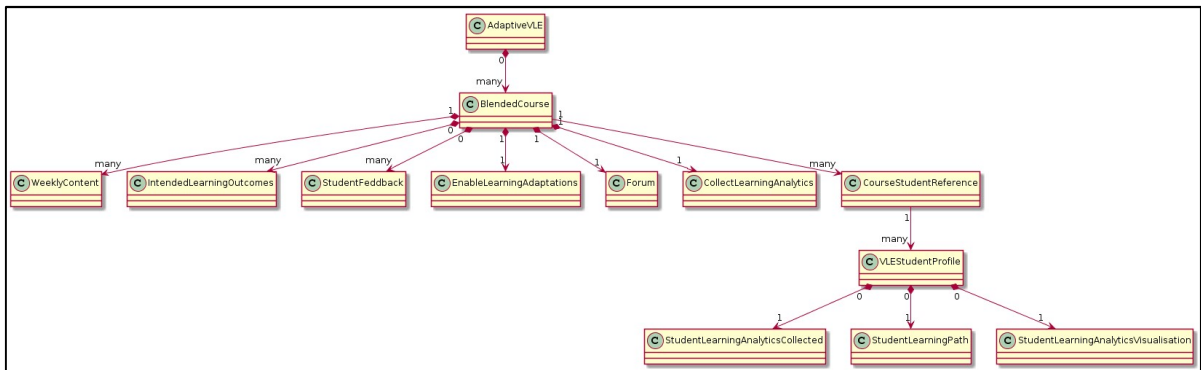 C AdaptiveVLE
0
many
C BlendedCourse
1 1
0 0 1 1 1
many many many 1 1 1 many
C WeeklyContent C IntendedLearningOutcomes C StudentFeddback C EnableLearningAdaptations C Forum C CollectLearningAnalytics C CourseStudentReference
1
many
C VLEStudentProfile
0 0 0
1 1 1
C StudentLearningAnalyticsCollected C StudentLearningPath C StudentLearningAnalyticsVisualisation